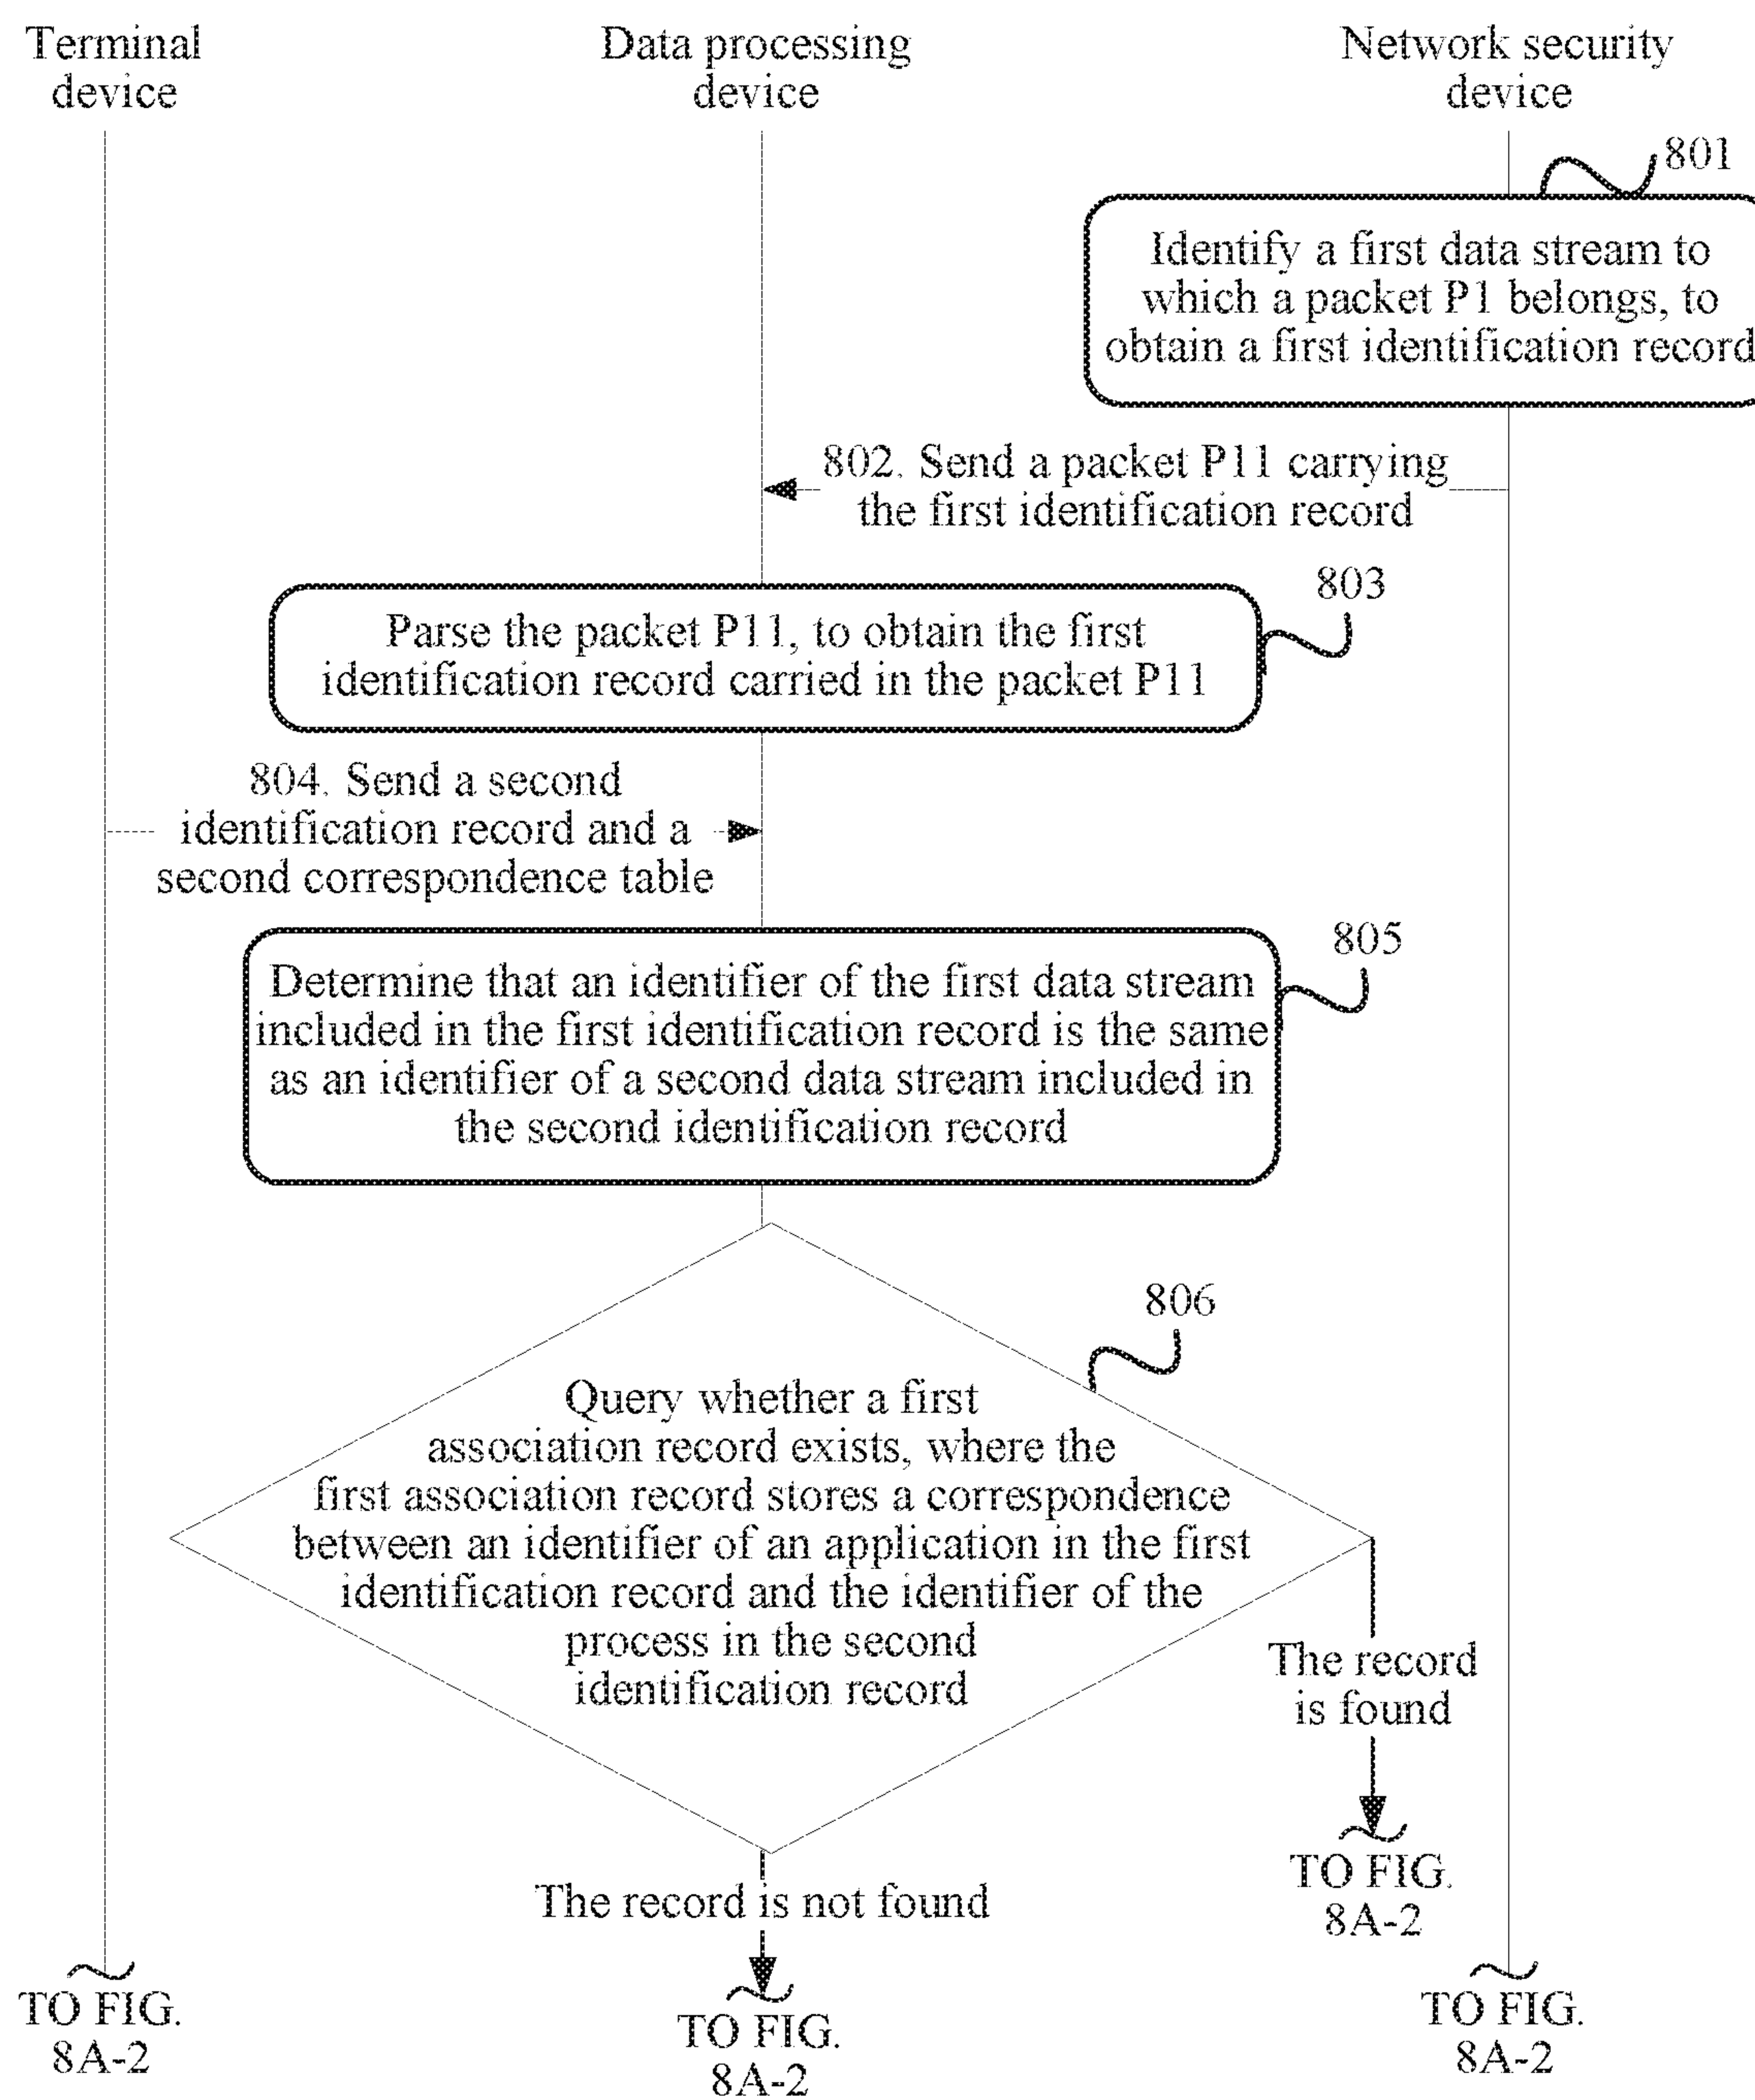 Terminal
device
Data processing
device
Network security
device
801
Identify a first data stream to
which a packet P1 belongs, to
obtain a first identification record
802. Send a packet P11 carrying
the first identification record
803
Parse the packet P11, to obtain the first
identification record carried in the packet P11
804. Send a second
identification record and a
second correspondence table
805
Determine that an identifier of the first data stream
included in the first identification record is the same
as an identifier of a second data stream included in
the second identification record
806
Query whether a first
association record exists, where the
first association record stores a correspondence
between an identifier of an application in the first
identification record and the identifier of the
process in the second
identification record
The record
is found
TO FIG.
8A-2
The record is not found
TO FIG.
8A-2
TO FIG.
8A-2
TO FIG.
8A-2